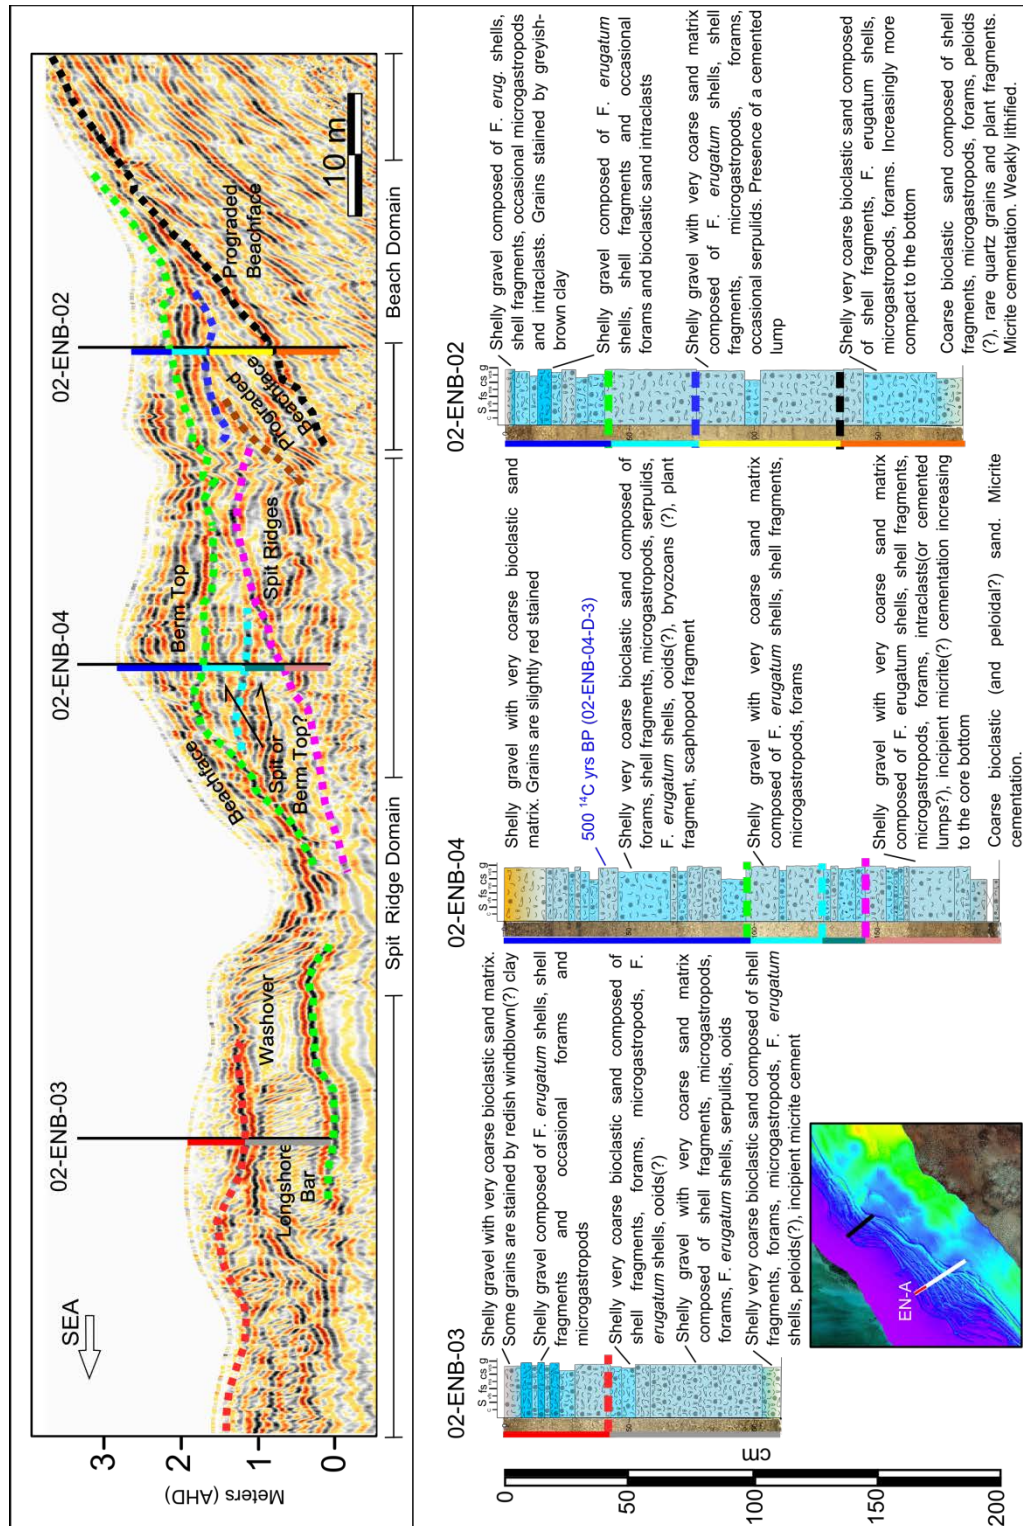 SEA
02-ENB-03
02-ENB-04
02-ENB-02
3
2
1
0
Meters (AHD)
Longshore
Bar
Washover
Beachface
Berm Top
Spit or
Berm Top?
Spit Ridges
Prograded
Beachface
Prograded
Beachface
10 m
Spit Ridge Domain
Beach Domain
02-ENB-03
S fs cs g
Shelly gravel with very coarse bioclastic sand matrix.
Some grains are stained by redish windblown(?) clay
Shelly gravel composed of F. erugatum shells, shell
fragments and occasional forams and
microgastropods
Shelly very coarse bioclastic sand composed of
shell fragments, forams, microgastropods, F.
erugatum shells, ooids(?)
Shelly gravel with very coarse sand matrix
composed of shell fragments, microgastropods,
forams, F. erugatum shells, serpulids, ooids
Shelly very coarse bioclastic sand composed of shell
fragments, forams, microgastropods, F. erugatum
shells, peloids(?), incipient micrite cement
02-ENB-04
S fs cs g
Shelly gravel with very coarse bioclastic sand
matrix. Grains are slightly red stained
500 ¹⁴C yrs BP (02-ENB-04-D-3)
Shelly very coarse bioclastic sand composed of
forams, shell fragments, microgastropods, serpulids,
F. erugatum shells, ooids(?), bryozoans (?), plant
fragment, scaphopod fragment
Shelly gravel with very coarse sand matrix
composed of F. erugatum shells, shell fragments,
microgastropods, forams
Shelly gravel with very coarse sand matrix
composed of F. erugatum shells, shell fragments,
microgastropods, forams, intraclasts(or cemented
lumps?), incipient micrite(?) cementation increasing
to the core bottom
Coarse bioclastic (and peloidal?) sand. Micrite
cementation.
02-ENB-02
S fs cs g
Shelly gravel composed of F. erug. shells,
shell fragments, occasional microgastropods
and intraclasts. Grains stained by greyish-
brown clay
Shelly gravel composed of F. erugatum
shells, shell fragments and occasional
forams and bioclastic sand intraclasts
Shelly gravel with very coarse sand matrix
composed of F. erugatum shells, shell
fragments, microgastropods, forams,
occasional serpulids. Presence of a cemented
lump
Shelly very coarse bioclastic sand composed
of shell fragments, F. erugatum shells,
microgastropods, forams. Increasingly more
compact to the bottom
Coarse bioclastic sand composed of shell
fragments, microgastropods, forams, peloids
(?), rare quartz grains and plant fragments.
Micrite cementation. Weakly lithified.
0
50
100
150
200
cm
EN-A